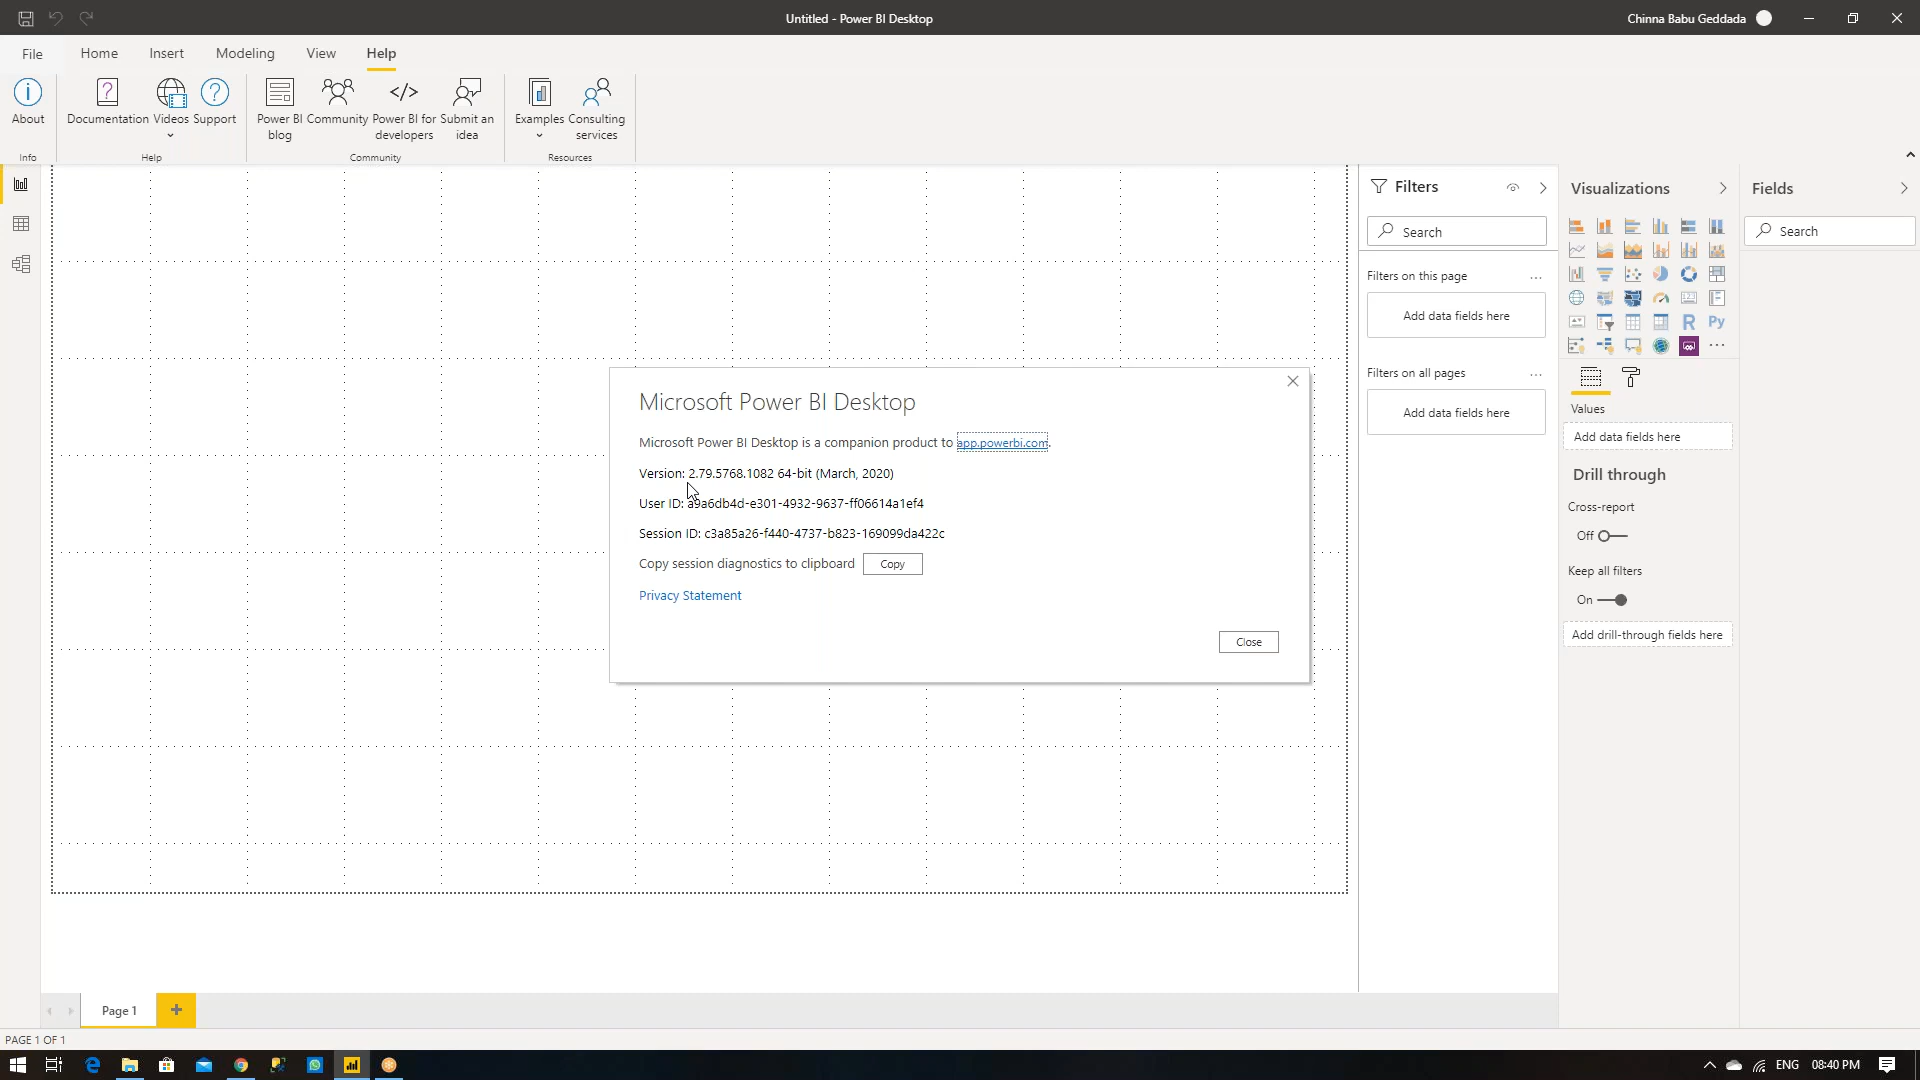 Untitled - Power BI Desktop
Chinna Babu Geddada
File
Home
Insert
Modeling
View
Help
About
Documentation
Videos
Support
Power BI
blog
Community
Power BI for
developers
Submit an
idea
Examples
Consulting
services
Info
Help
Community
Resources
Filters
Search
Filters on this page
...
Add data fields here
Filters on all pages
...
Add data fields here
Visualizations
123
R
Py
...
Values
Add data fields here
Drill through
Cross-report
Off
Keep all filters
On
Add drill-through fields here
Fields
Search
Microsoft Power BI Desktop
Microsoft Power BI Desktop is a companion product to app.powerbi.com.
Version: 2.79.5768.1082 64-bit (March, 2020)
User ID: a9a6db4d-e301-4932-9637-ff06614a1ef4
Session ID: c3a85a26-f440-4737-b823-169099da422c
Copy session diagnostics to clipboard
Copy
Privacy Statement
Close
Page 1
PAGE 1 OF 1
ENG
08:40 PM